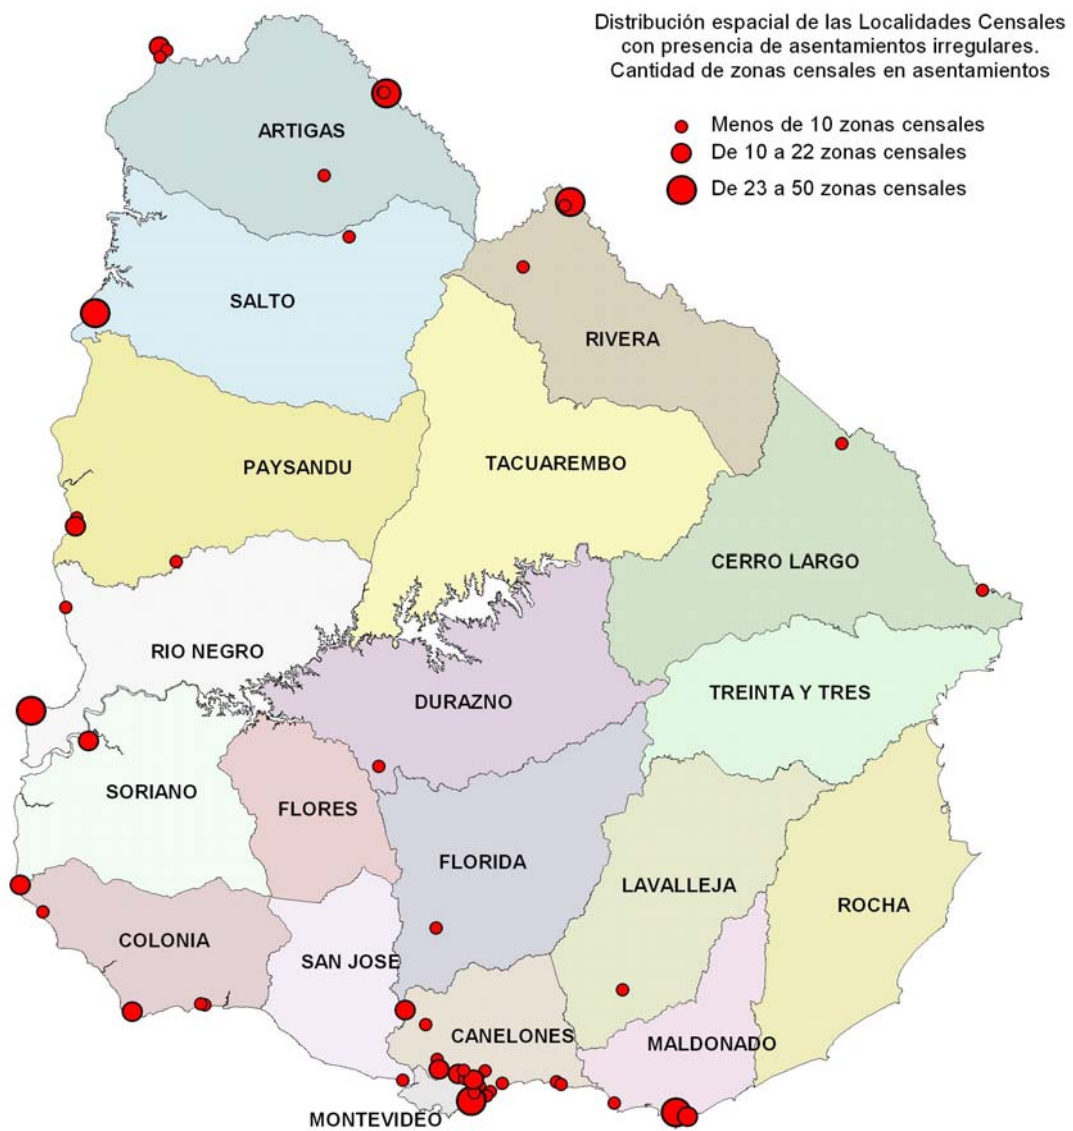 Distribución espacial de las Localidades Censales
con presencia de asentamientos irregulares.
Cantidad de zonas censales en asentamientos
Menos de 10 zonas censales
De 10 a 22 zonas censales
De 23 a 50 zonas censales
ARTIGAS
SALTO
RIVERA
PAYSANDU
TACUAREMBO
CERRO LARGO
RIO NEGRO
DURAZNO
TREINTA Y TRES
SORIANO
FLORES
FLORIDA
LAVALLEJA
ROCHA
COLONIA
SAN JOSÈ
CANELONES
MALDONADO
MONTEVIDEO